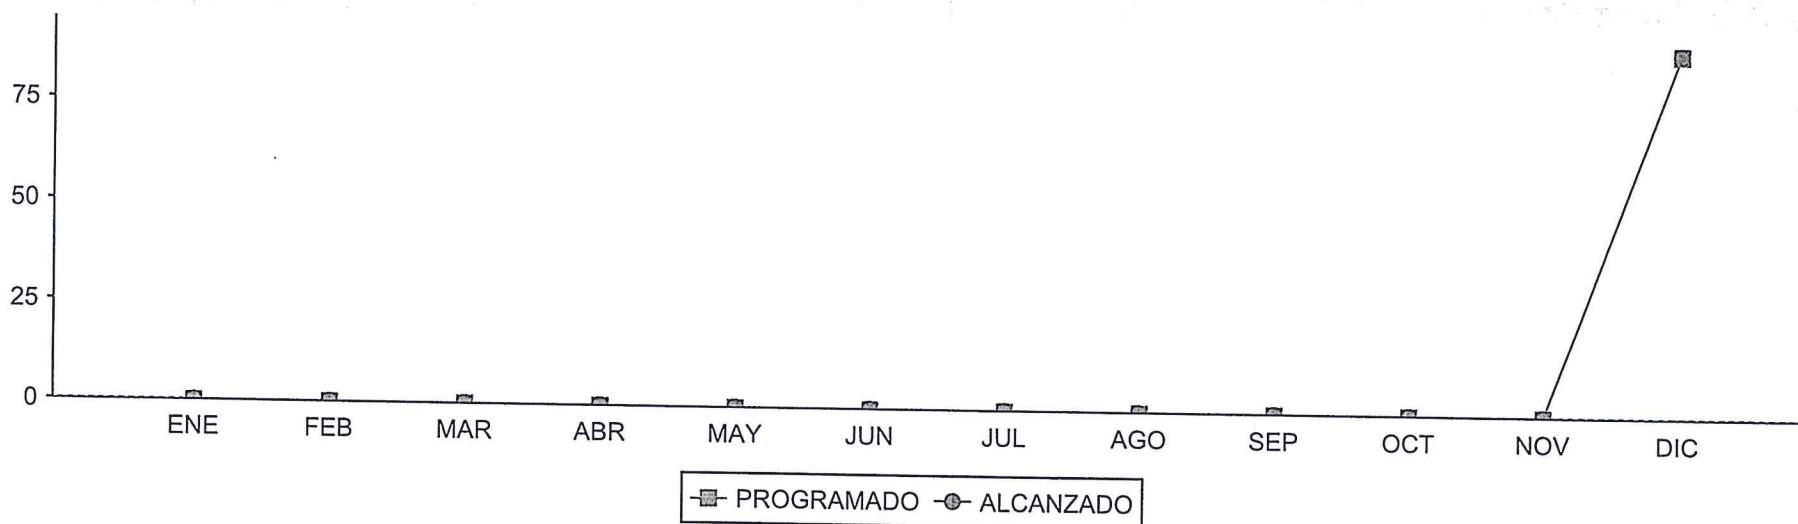 75
50
25
0
ENE FEB MAR ABR MAY JUN JUL AGO SEP OCT NOV DIC
PROGRAMADO ALCANZADO